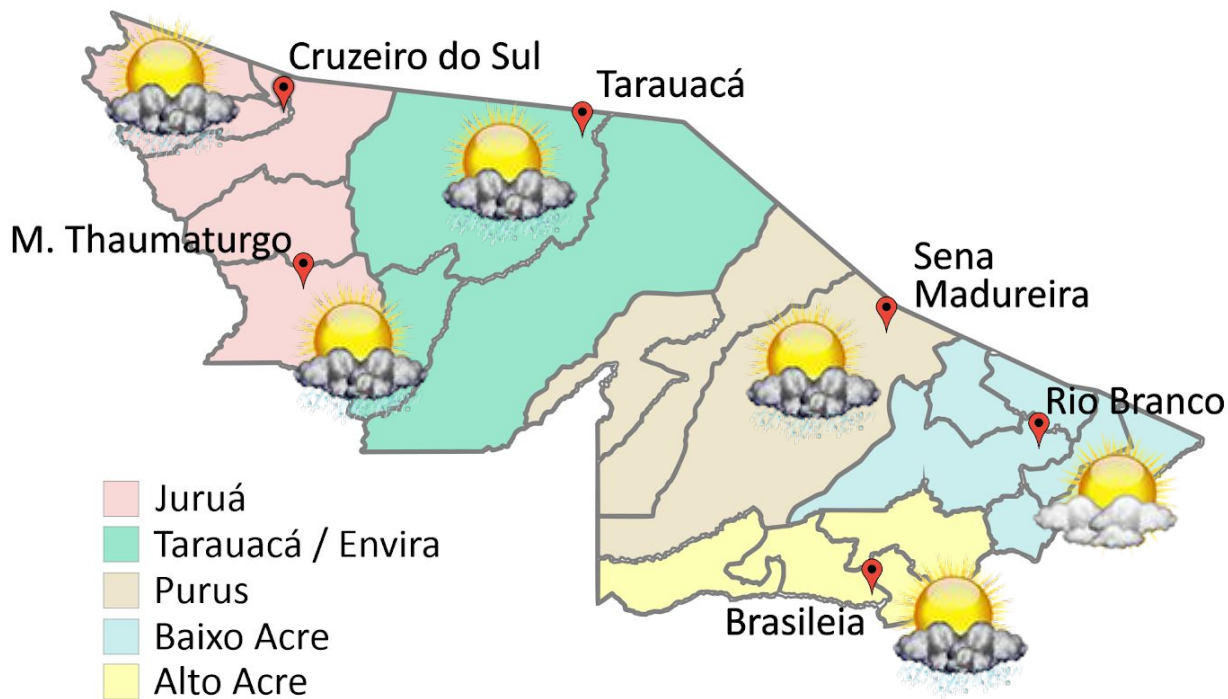 Cruzeiro do Sul
Tarauacá
M. Thaumaturgo
Sena
Madureira
Rio Branco
Brasileia
Juruá
Tarauacá / Envira
Purus
Baixo Acre
Alto Acre